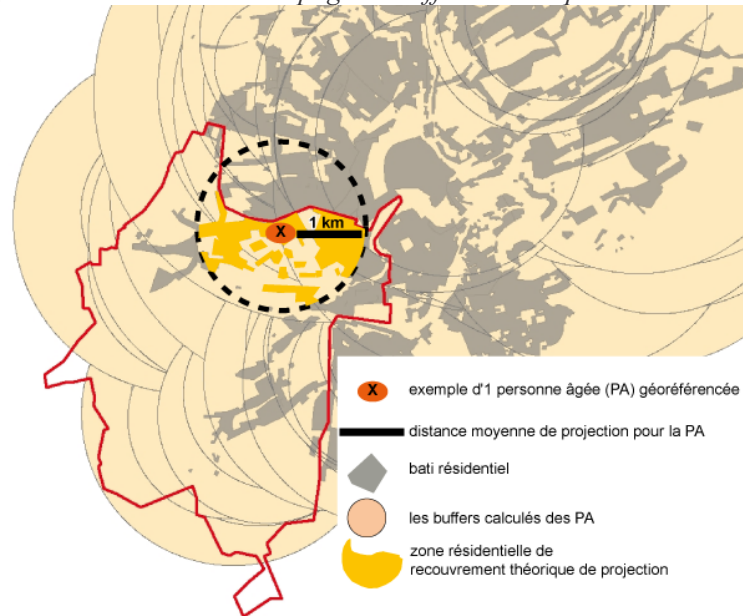 1 km
X
X exemple d'1 personne âgée (PA) géoréférencée
distance moyenne de projection pour la PA
bati résidentiel
les buffers calculés des PA
zone résidentielle de
recouvrement théorique de projection